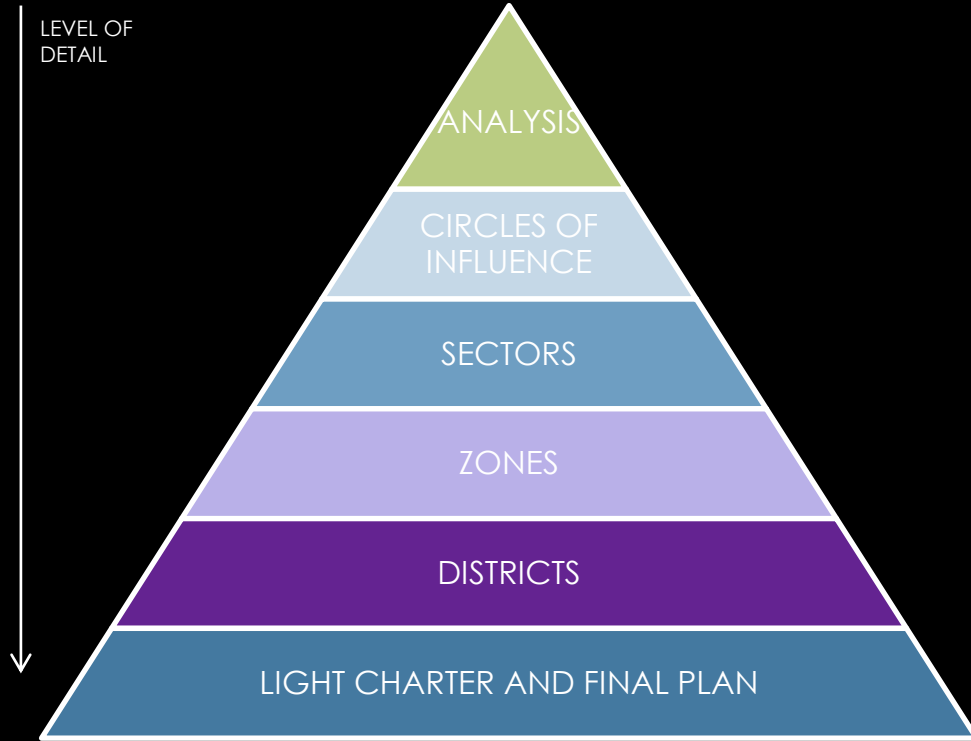 LEVEL OF
DETAIL
ANALYSIS
CIRCLES OF
INFLUENCE
SECTORS
ZONES
DISTRICTS
LIGHT CHARTER AND FINAL PLAN